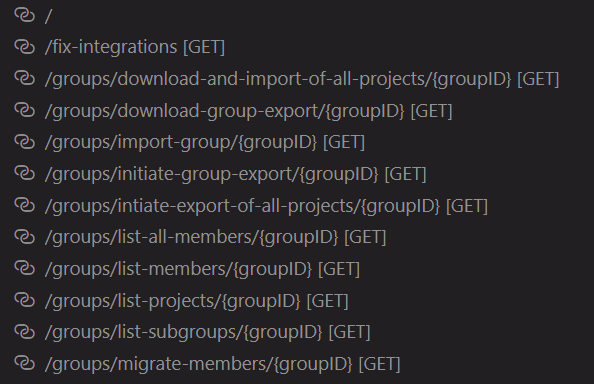 /
/fix-integrations [GET]
/groups/download-and-import-of-all-projects/{groupID} [GET]
/groups/download-group-export/{groupID} [GET]
/groups/import-group/{groupID} [GET]
/groups/initiate-group-export/{groupID} [GET]
/groups/intiate-export-of-all-projects/{groupID} [GET]
/groups/list-all-members/{groupID} [GET]
/groups/list-members/{groupID} [GET]
/groups/list-projects/{groupID} [GET]
/groups/list-subgroups/{groupID} [GET]
/groups/migrate-members/{groupID} [GET]